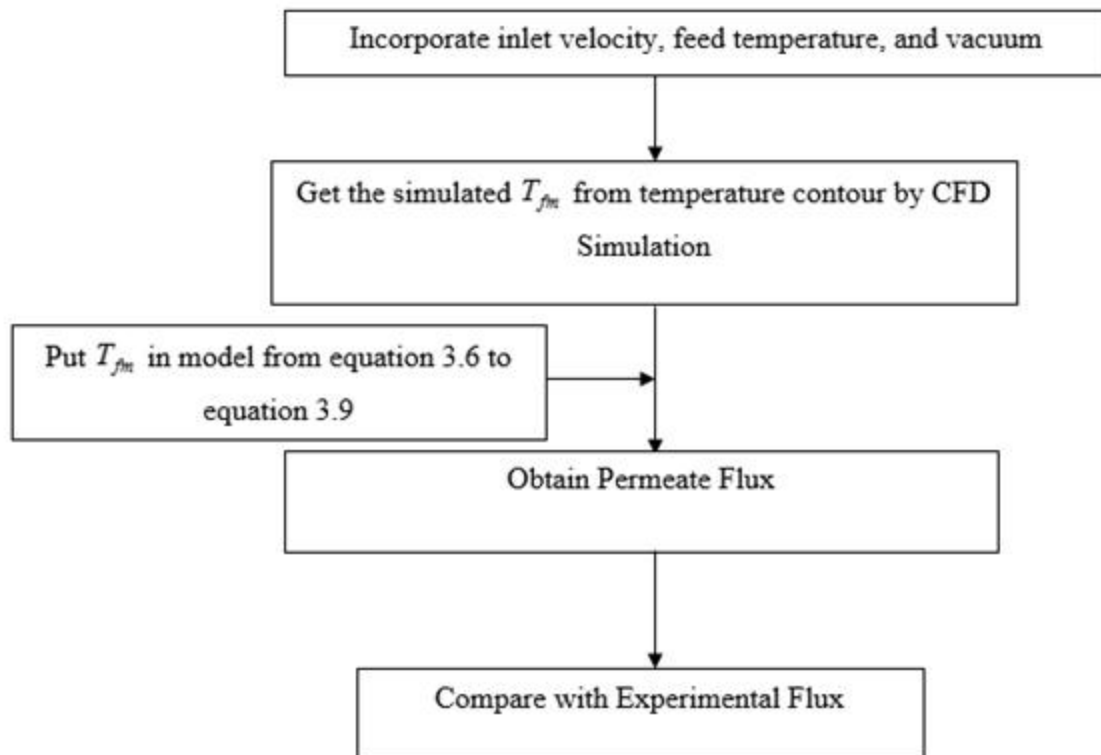 Incorporate inlet velocity, feed temperature, and vacuum
Get the simulated T_fm from temperature contour by CFD
Simulation
Put T_fm in model from equation 3.6 to
equation 3.9
Obtain Permeate Flux
Compare with Experimental Flux